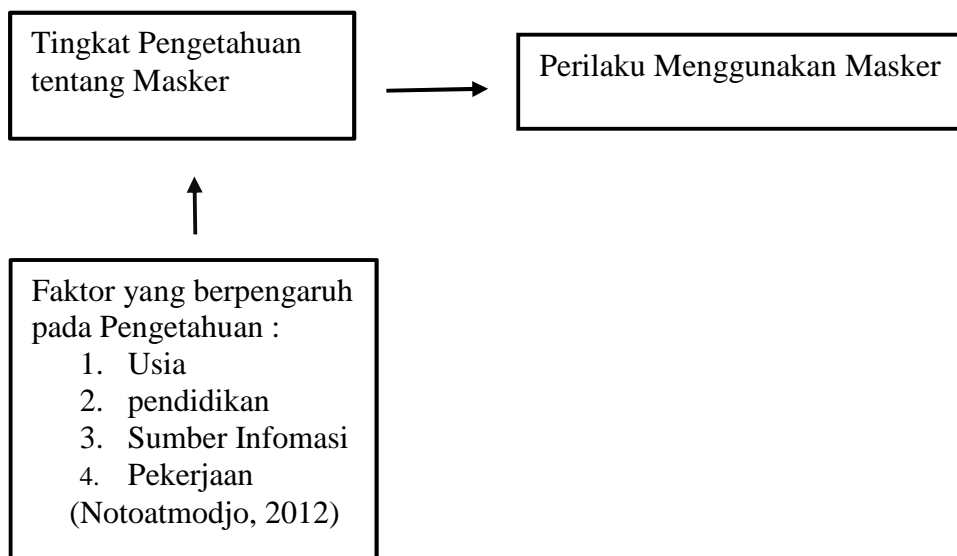 Tingkat Pengetahuan
tentang Masker
Perilaku Menggunakan Masker
Faktor yang berpengaruh
pada Pengetahuan :
1. Usia
2. pendidikan
3. Sumber Infomasi
4. Pekerjaan
(Notoatmodjo, 2012)